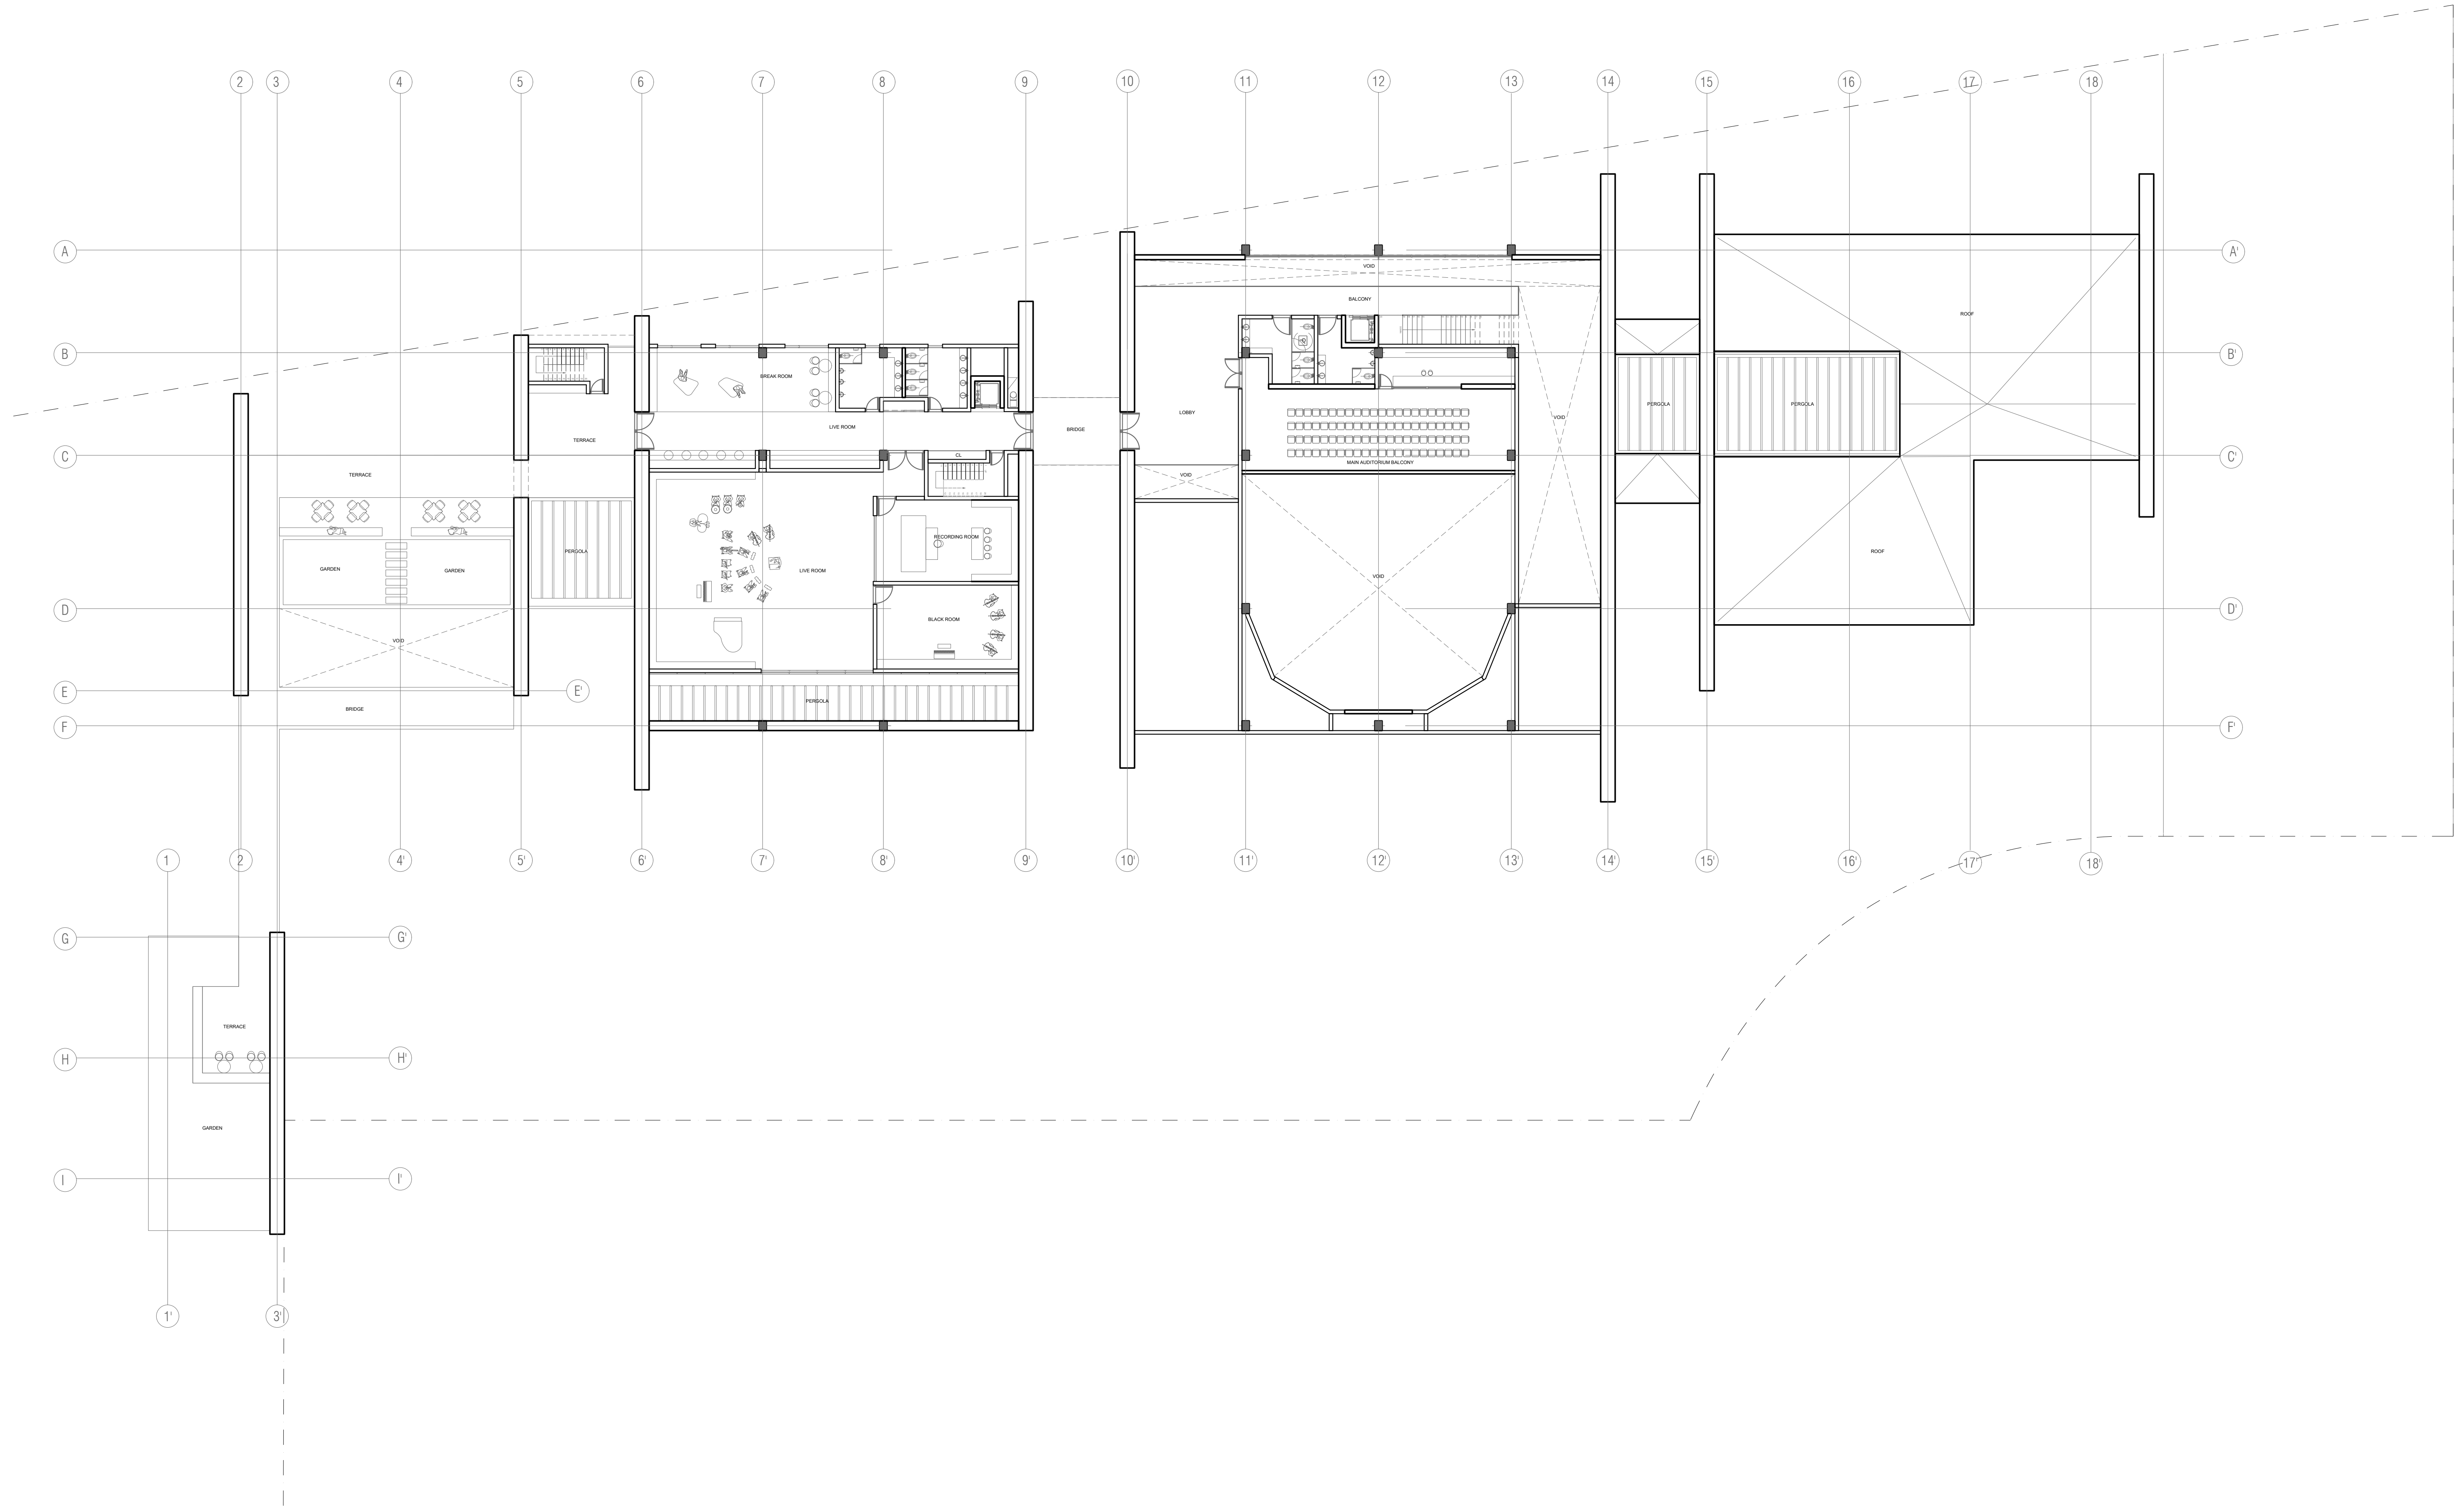 2 3 4 5 6 7 8 9 10 11 12 13 14 15 16 17 18
A A'
VOID
BALCONY
ROOF
B B'
BREAK ROOM
PERGOLA PERGOLA
LOBBY
VOID
LIVE ROOM
BRIDGE
TERRACE
C CL C'
MAIN AUDITORIUM BALCONY
TERRACE
VOID
RECORDING ROOM
PERGOLA
ROOF
GARDEN GARDEN
LIVE ROOM
VOID
D D'
BLACK ROOM
VOID
E E'
PERGOLA
BRIDGE
F F'
1 2 4' 5' 6' 7' 8' 9' 10' 11' 12' 13' 14' 15' 16' 17' 18'
G G'
TERRACE
H H'
GARDEN
I I'
1' 3'